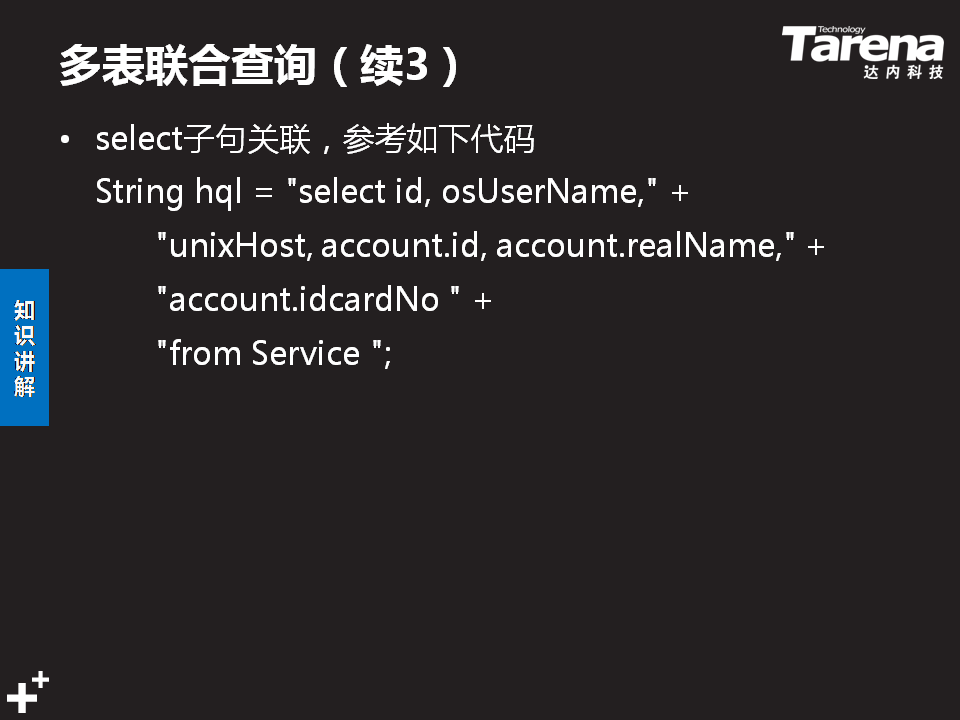 多表联合查询（续3）
Technology
Tarena
达内科技
• select子句关联，参考如下代码
String hql = "select id, osUserName," +
"unixHost, account.id, account.realName," +
"account.idcardNo " +
"from Service ";
知识讲解